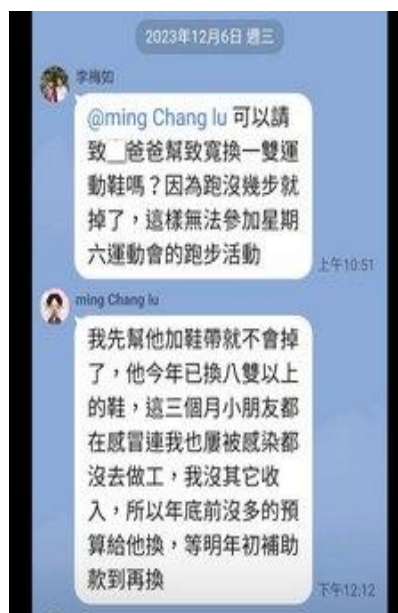 2023年12月6日 週三
李梅如
@ming Chang lu 可以請
致 爸爸幫致寬換一雙運
動鞋嗎？因為跑沒幾步就
掉了，這樣無法參加星期
六運動會的跑步活動
上午10:51
ming Chang lu
我先幫他加鞋帶就不會掉
了，他今年已換八雙以上
的鞋，這三個月小朋友都
在感冒連我也屢被感染都
沒去做工，我沒其它收
入，所以年底前沒多的預
算給他換，等明年初補助
款到再換
下午12:12